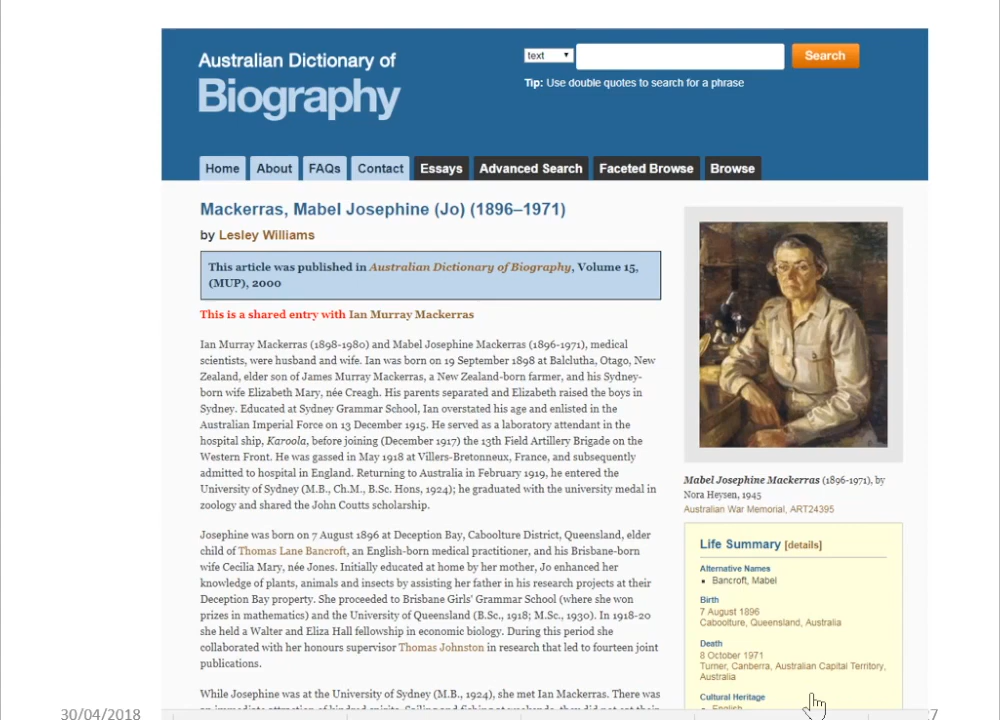 Australian Dictionary of
Biography
text
Search
Tip: Use double quotes to search for a phrase
Home About FAQs Contact Essays Advanced Search Faceted Browse Browse
Mackerras, Mabel Josephine (Jo) (1896–1971)
by Lesley Williams
This article was published in Australian Dictionary of Biography, Volume 15,
(MUP), 2000
This is a shared entry with Ian Murray Mackerras
Ian Murray Mackerras (1898-1980) and Mabel Josephine Mackerras (1896-1971), medical
scientists, were husband and wife. Ian was born on 19 September 1898 at Balclutha, Otago, New
Zealand, elder son of James Murray Mackerras, a New Zealand-born farmer, and his Sydney-
born wife Elizabeth Mary, née Creagh. His parents separated and Elizabeth raised the boys in
Sydney. Educated at Sydney Grammar School, Ian overstated his age and enlisted in the
Australian Imperial Force on 13 December 1915. He served as a laboratory attendant in the
hospital ship, Karoola, before joining (December 1917) the 13th Field Artillery Brigade on the
Western Front. He was gassed in May 1918 at Villers-Bretonneux, France, and subsequently
admitted to hospital in England. Returning to Australia in February 1919, he entered the
University of Sydney (M.B., Ch.M., B.Sc. Hons, 1924); he graduated with the university medal in
zoology and shared the John Coutts scholarship.
Josephine was born on 7 August 1896 at Deception Bay, Caboolture District, Queensland, elder
child of Thomas Lane Bancroft, an English-born medical practitioner, and his Brisbane-born
wife Cecilia Mary, née Jones. Initially educated at home by her mother, Jo enhanced her
knowledge of plants, animals and insects by assisting her father in his research projects at their
Deception Bay property. She proceeded to Brisbane Girls' Grammar School (where she won
prizes in mathematics) and the University of Queensland (B.Sc., 1918; M.Sc., 1930). In 1918-20
she held a Walter and Eliza Hall fellowship in economic biology. During this period she
collaborated with her honours supervisor Thomas Johnston in research that led to fourteen joint
publications.
While Josephine was at the University of Sydney (M.B., 1924), she met Ian Mackerras. There was
Mabel Josephine Mackerras (1896-1971), by
Nora Heysen, 1945
Australian War Memorial, ART24395
Life Summary [details]
Alternative Names
Bancroft, Mabel
Birth
7 August 1896
Caboolture, Queensland, Australia
Death
8 October 1971
Turner, Canberra, Australian Capital Territory,
Australia
Cultural Heritage
English
30/04/2018